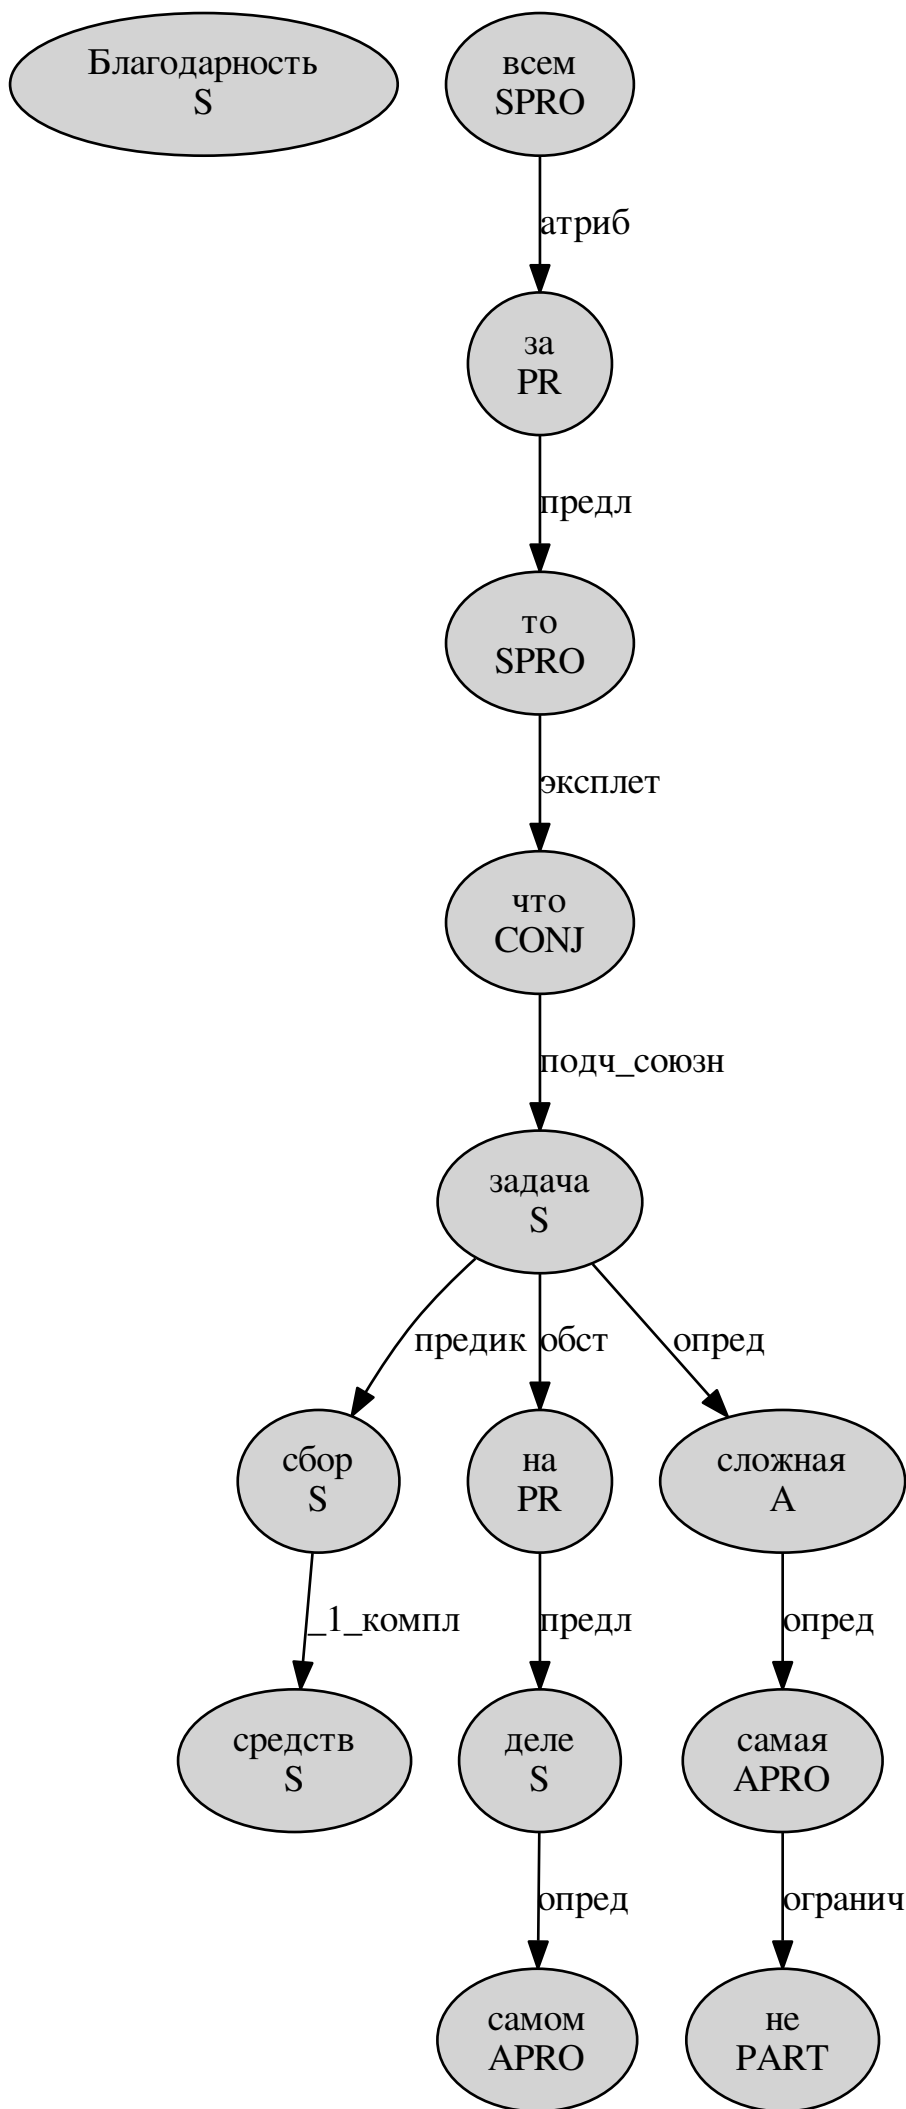 Благодарность
S
всем
SPRO
атриб
за
PR
предл
то
SPRO
эксплет
что
CONJ
подч_союзн
задача
S
предик
обст
опред
сбор
S
на
PR
сложная
A
_1_компл
предл
опред
средств
S
деле
S
самая
APRO
опред
огранич
самом
APRO
не
PART